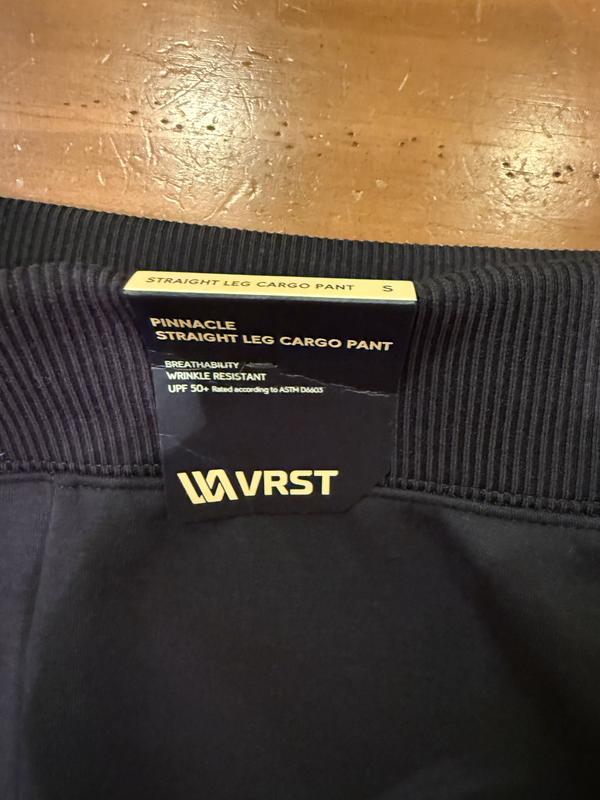 STRAIGHT LEG CARGO PANT S
PINNACLE
STRAIGHT LEG CARGO PANT
BREATHABILITY
WRINKLE RESISTANT
UPF 50+ Rated according to ASTM D6603
VRST